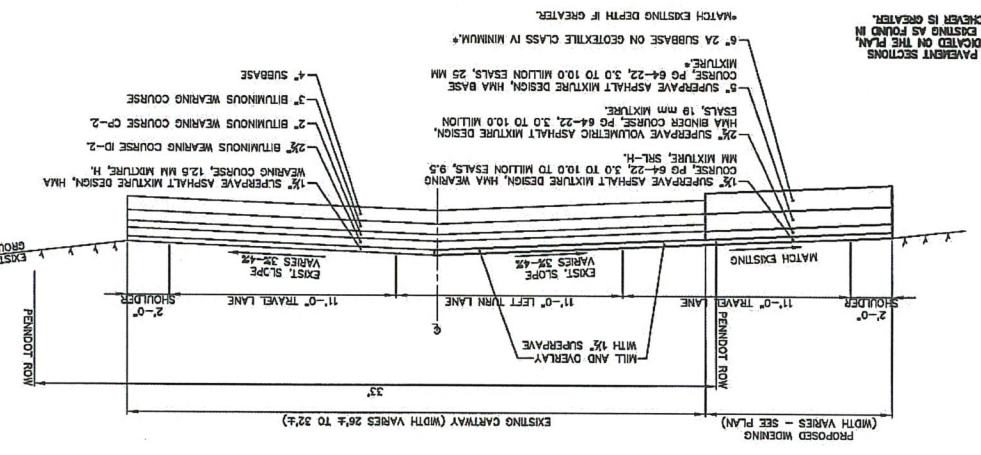 PROPOSED WIDENING
(WIDTH VARIES - SEE PLAN)
EXISTING CARTWAY (WIDTH VARIES 26'± TO 32'±)
33'
PENNDOT ROW
PENNDOT ROW
MILL AND OVERLAY
WITH 1½" SUPERPAVE
2'-0"
SHOULDER
11'-0" TRAVEL LANE
11'-0" LEFT TURN LANE
11'-0" TRAVEL LANE
2'-0"
SHOULDER
MATCH EXISTING
EXIST. SLOPE
VARIES 3%-4%
EXIST. SLOPE
VARIES 3%-4%
EXIST
GROU
1½" SUPERPAVE ASPHALT MIXTURE DESIGN, HMA WEARING
COURSE, PG 64-22, 3.0 TO 10.0 MILLION ESALS, 9.5
MM MIXTURE, SRL-H.
2½" SUPERPAVE VOLUMETRIC ASPHALT MIXTURE DESIGN,
HMA BINDER COURSE, PG 64-22, 3.0 TO 10.0 MILLION
ESALS, 19 mm MIXTURE.
5" SUPERPAVE ASPHALT MIXTURE DESIGN, HMA BASE
COURSE, PG 64-22, 3.0 TO 10.0 MILLION ESALS, 25 MM
MIXTURE*.
6" 2A SUBBASE ON GEOTEXTILE CLASS IV MINIMUM.*.
*MATCH EXISTING DEPTH IF GREATER.
1½" SUPERPAVE ASPHALT MIXTURE DESIGN, HMA
WEARING COURSE, 12.5 MM MIXTURE, H.
2½" BITUMINOUS WEARING COURSE ID-2.
2" BITUMINOUS WEARING COURSE CP-2.
3" BITUMINOUS WEARING COURSE
4" SUBBASE
PAVEMENT SECTIONS
DICATED ON THE PLAN,
EXISTING AS FOUND IN
CHEVER IS GREATER.